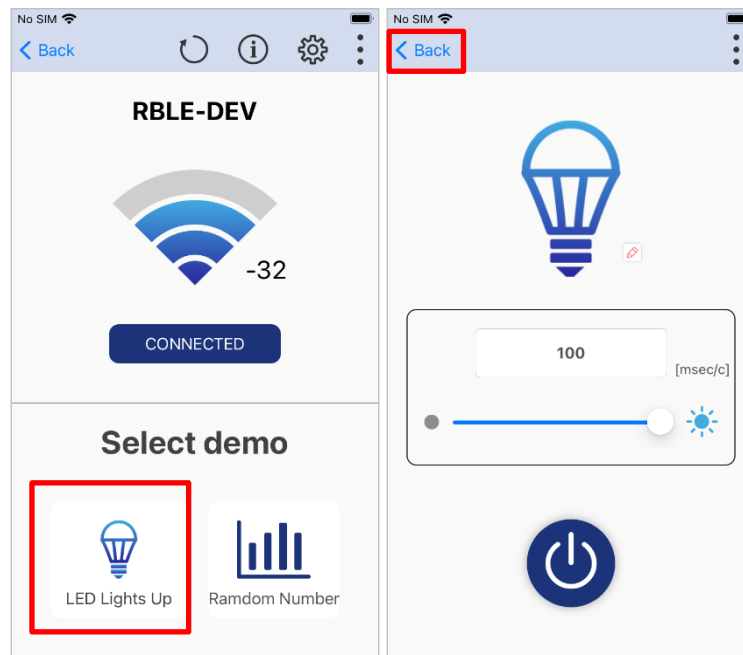 No SIM
Back
RBLE-DEV
-32
CONNECTED
Select demo
LED Lights Up
Ramdom Number
No SIM
Back
100
[msec/c]